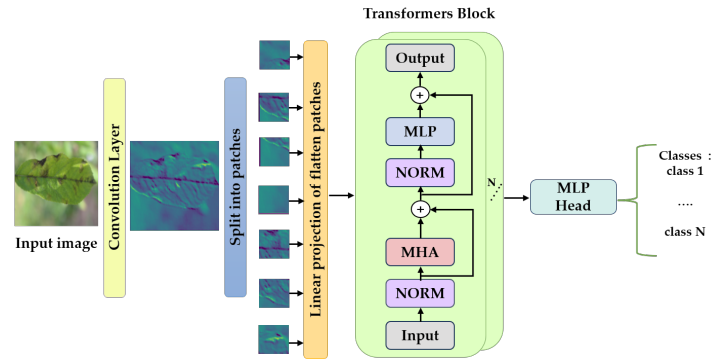 Transformers Block
Input image
Convolution Layer
Split into patches
Linear projection of flatten patches
Output
+
MLP
NORM
+
MHA
NORM
Input
N
MLP
Head
Classes :
class 1
....
class N